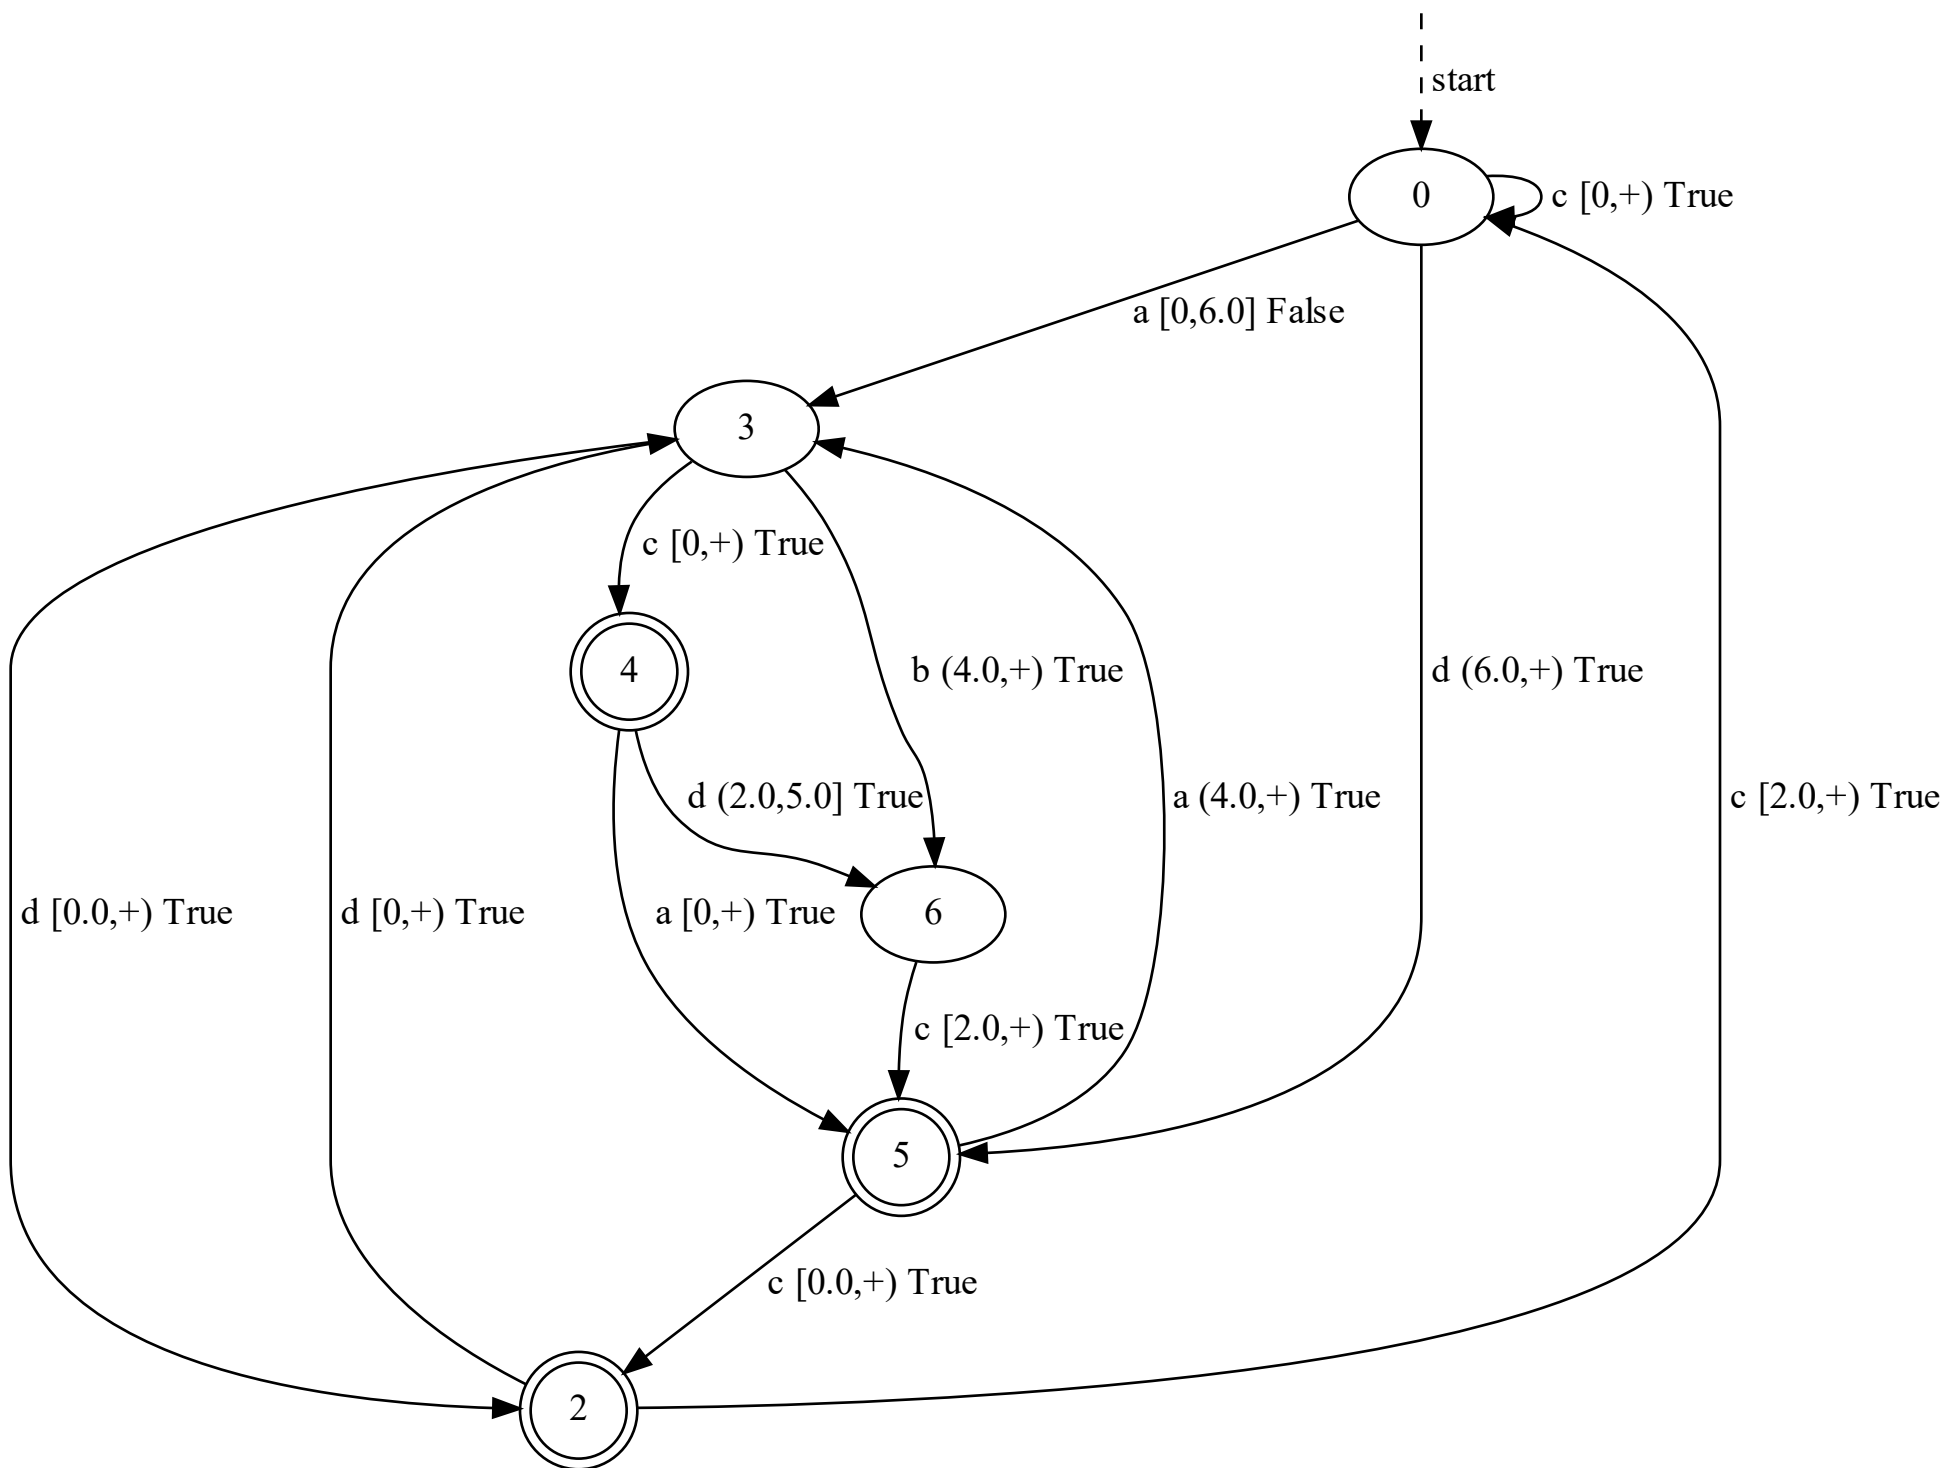 start
0
c [0,+) True
a [0,6.0] False
3
c [0,+) True
4
b (4.0,+) True
d (6.0,+) True
d (2.0,5.0] True
a (4.0,+) True
c [2.0,+) True
d [0.0,+) True
d [0,+) True
a [0,+) True
6
c [2.0,+) True
5
c [0.0,+) True
2